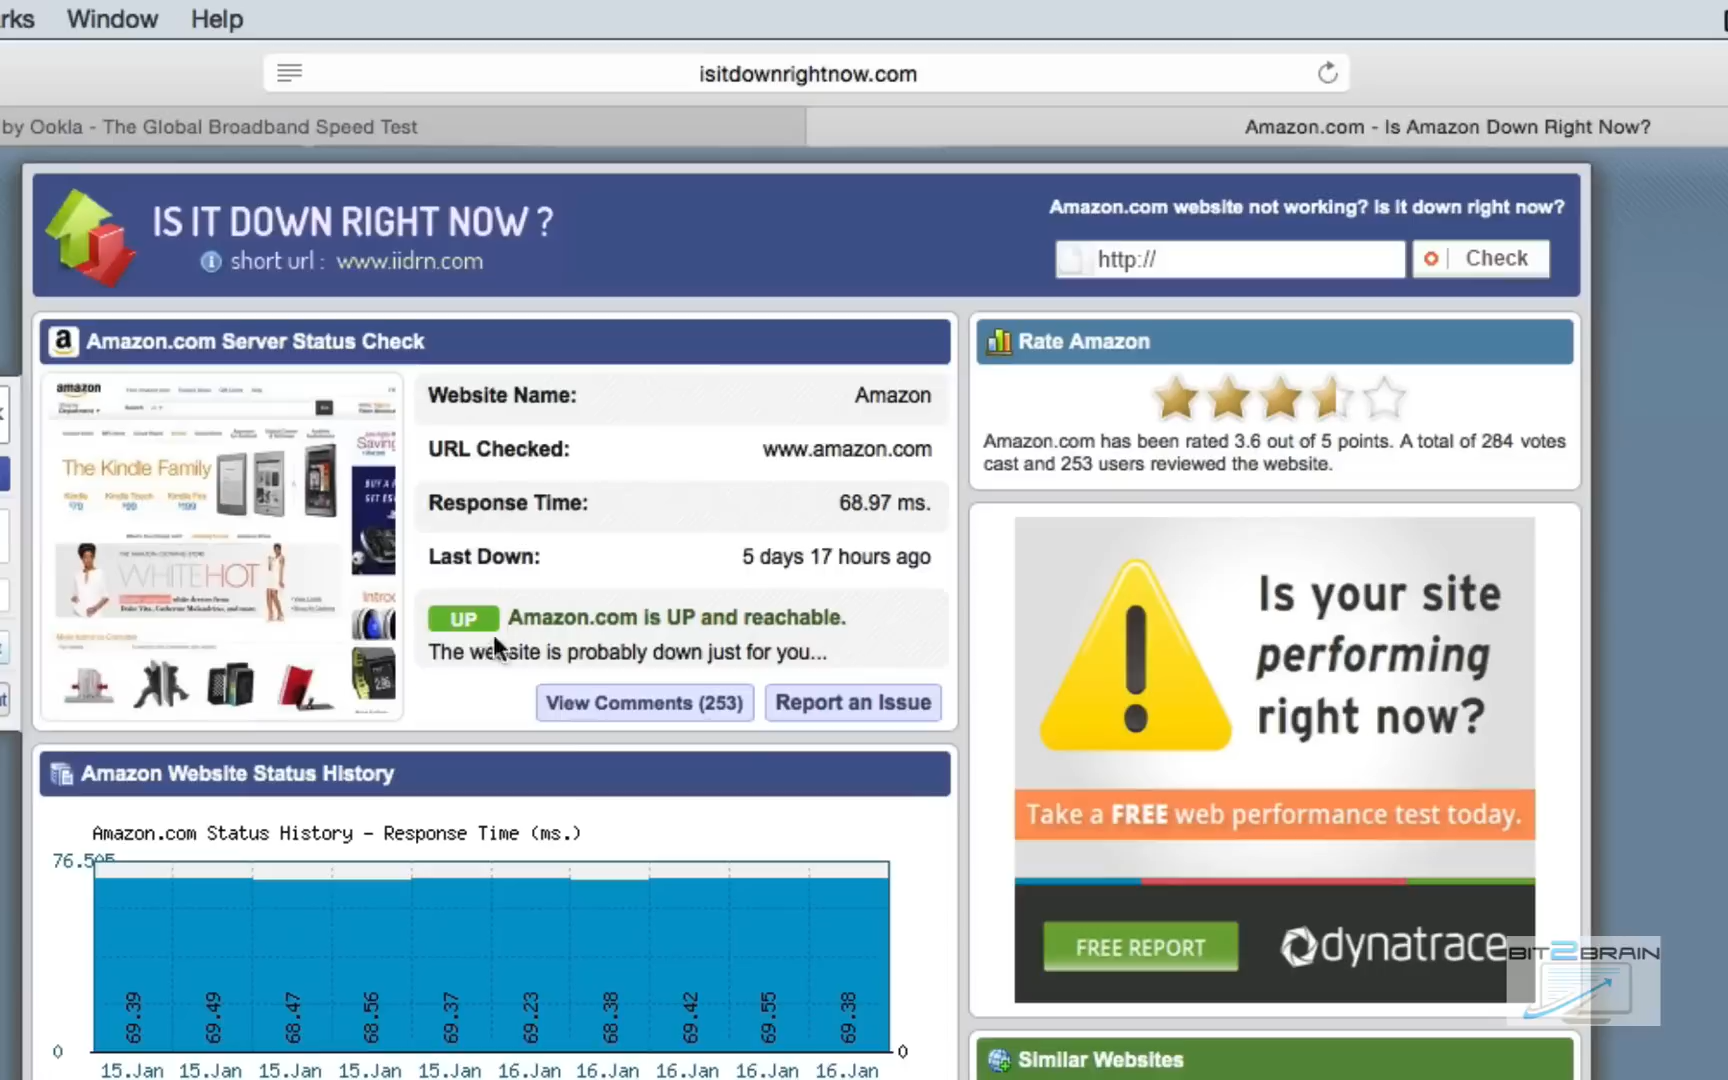 rks Window Help
isitdownrightnow.com
by Ookla - The Global Broadband Speed Test
Amazon.com - Is Amazon Down Right Now?
IS IT DOWN RIGHT NOW ?
short url : www.iidrn.com
Amazon.com website not working? Is it down right now?
http://
Check
Amazon.com Server Status Check
amazon
The Kindle Family
WHITEHOT
Website Name: Amazon
URL Checked: www.amazon.com
Response Time: 68.97 ms.
Last Down: 5 days 17 hours ago
UP Amazon.com is UP and reachable.
The website is probably down just for you...
View Comments (253) Report an Issue
Rate Amazon
Amazon.com has been rated 3.6 out of 5 points. A total of 284 votes
cast and 253 users reviewed the website.
Is your site
performing
right now?
Take a FREE web performance test today.
FREE REPORT
dynatrace
BIT2BRAIN
Amazon Website Status History
Amazon.com Status History - Response Time (ms.)
76.505
69.39 69.49 68.47 68.56 69.37 69.23 68.38 69.42 69.55 69.38
0 0
15.Jan 15.Jan 15.Jan 15.Jan 15.Jan 16.Jan 16.Jan 16.Jan 16.Jan 16.Jan
Similar Websites